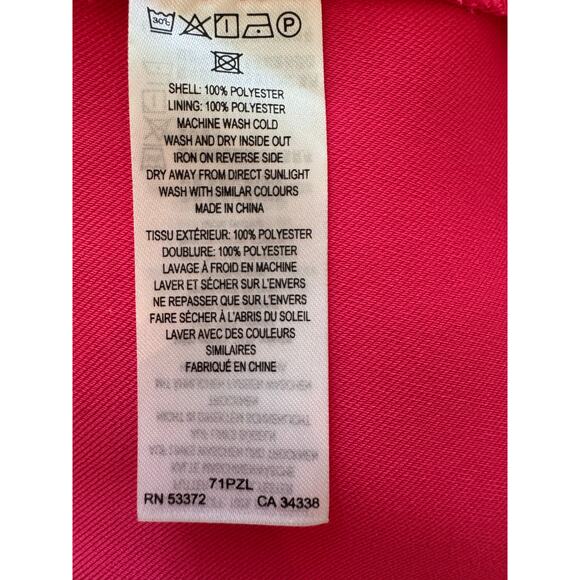 30°C P
SHELL: 100% POLYESTER
LINING: 100% POLYESTER
MACHINE WASH COLD
WASH AND DRY INSIDE OUT
IRON ON REVERSE SIDE
DRY AWAY FROM DIRECT SUNLIGHT
WASH WITH SIMILAR COLOURS
MADE IN CHINA
TISSU EXTÉRIEUR: 100% POLYESTER
DOUBLURE: 100% POLYESTER
LAVAGE À FROID EN MACHINE
LAVER ET SÉCHER SUR L'ENVERS
NE REPASSER QUE SUR L'ENVERS
FAIRE SÉCHER À L'ABRIS DU SOLEIL
LAVER AVEC DES COULEURS
SIMILAIRES
FABRIQUÉ EN CHINE
71PZL
RN 53372 CA 34338